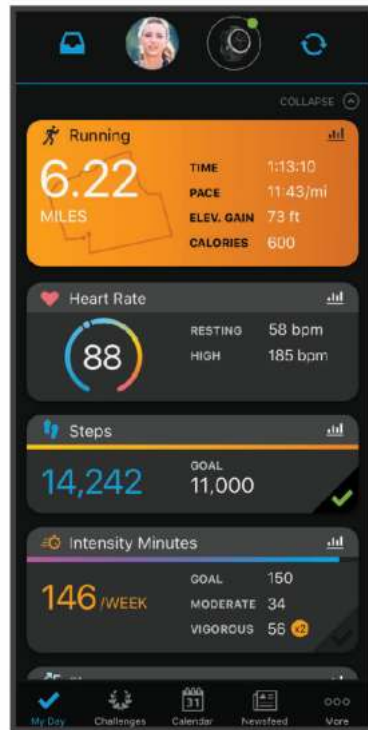 COLLAPSE
Running
6.22
MILES
TIME 1:13:10
PACE 11:43/mi
ELEV. GAIN 73 ft
CALORIES 600
Heart Rate
88
RESTING 58 bpm
HIGH 185 bpm
Steps
14,242
GOAL
11,000
Intensity Minutes
146 /WEEK
GOAL 150
MODERATE 34
VIGOROUS 56 x2
31
My Day Challenges Calendar Newsfeed More